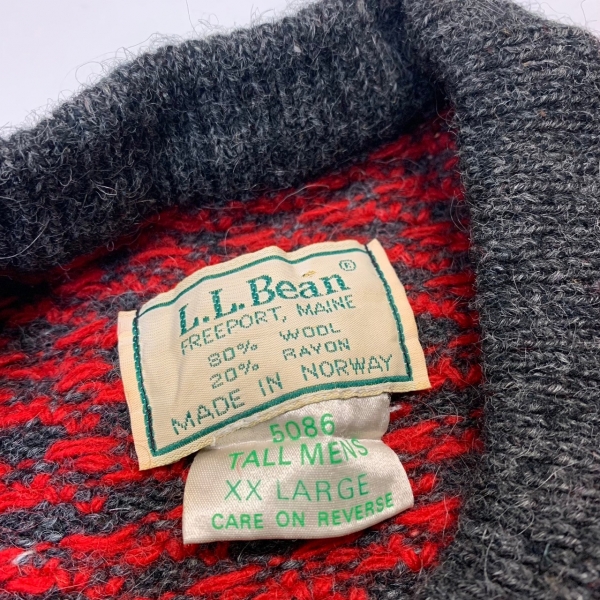 L.L.Bean ®
FREEPORT, MAINE
80% WOOL
20% RAYON
MADE IN NORWAY
5086
TALL MENS
XX LARGE
CARE ON REVERSE